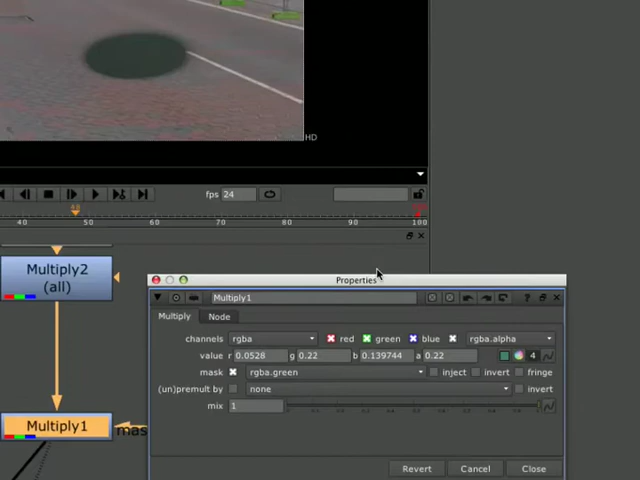 HD
fps 24
40 50 60 70 80 90 100
48
Multiply2
(all)
Properties
Multiply1
Multiply Node
channels rgba red green blue rgba.alpha
value r 0.0528 g 0.22 b 0.139744 a 0.22 4
mask rgba.green inject invert fringe
(un)premult by none invert
mix 1
Multiply1
mas
Revert Cancel Close